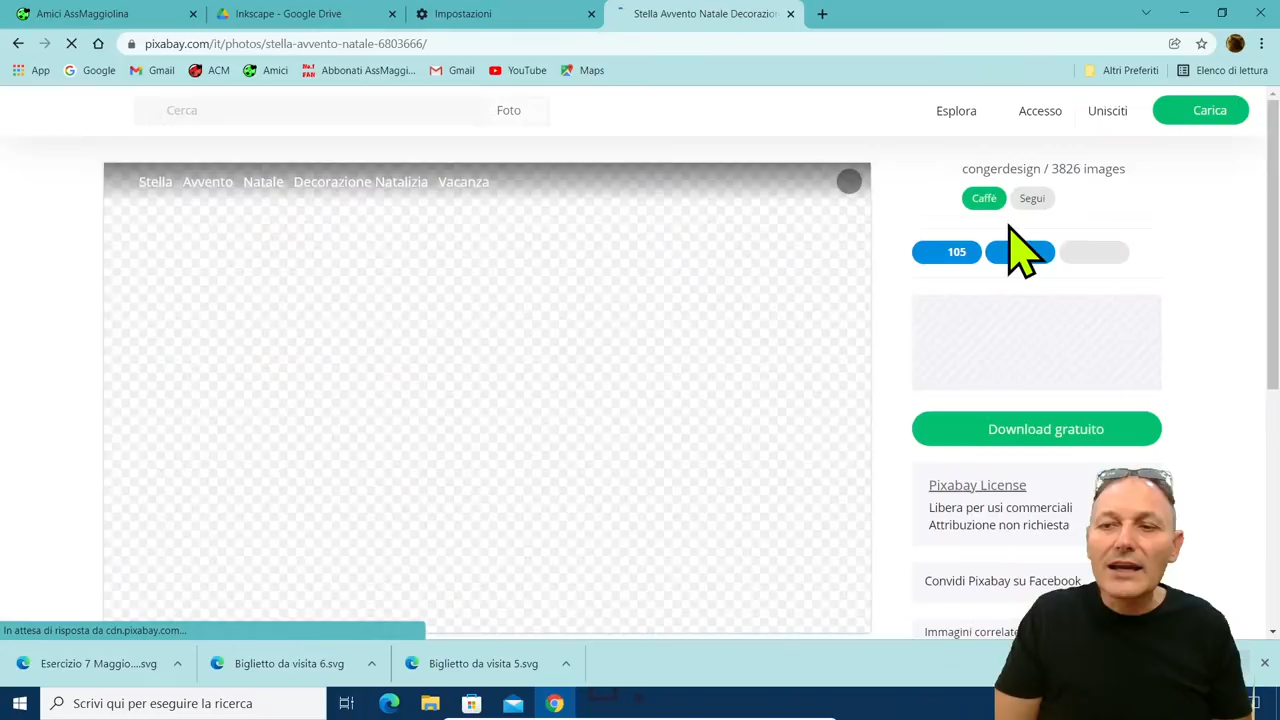 Amici AssMaggiolina
Inkscape - Google Drive
Impostazioni
Stella Avvento Natale Decorazion
pixabay.com/it/photos/stella-avvento-natale-6803666/
App
Google
Gmail
ACM
Amici
Abbonati AssMaggi...
Gmail
YouTube
Maps
Altri Preferiti
Elenco di lettura
Cerca
Foto
Esplora
Accesso
Unisciti
Carica
Stella Avvento Natale Decorazione Natalizia Vacanza
congerdesign / 3826 images
Caffè
Segui
105
Download gratuito
Pixabay License
Libera per usi commerciali
Attribuzione non richiesta
Convidi Pixabay su Facebook
Immagini correlate
In attesa di risposta da cdn.pixabay.com...
Esercizio 7 Maggio....svg
Biglietto da visita 6.svg
Biglietto da visita 5.svg
Scrivi qui per eseguire la ricerca